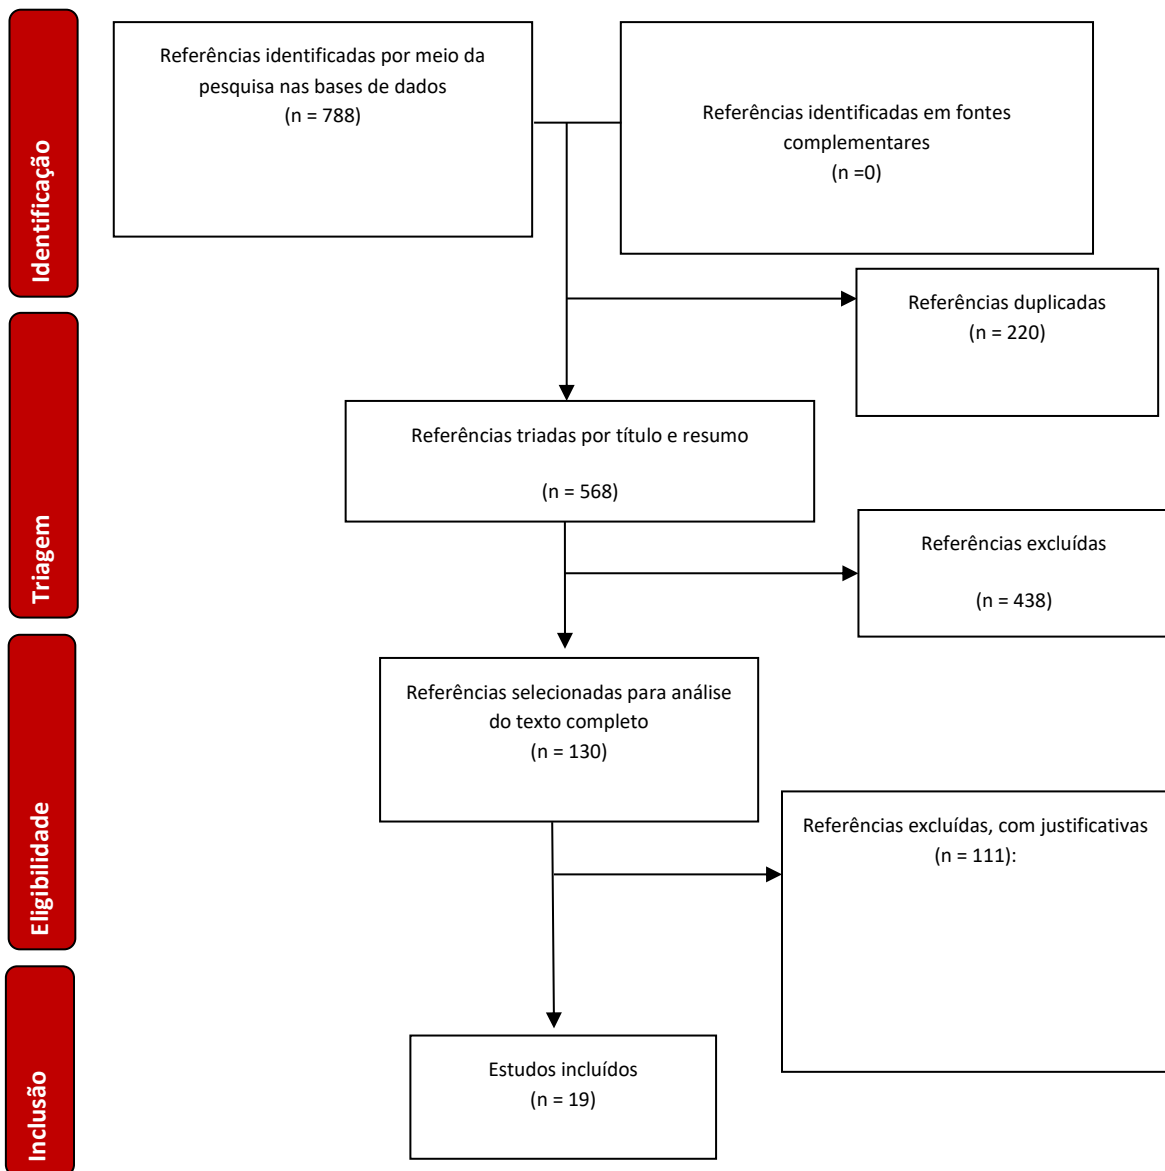 Identificação
Referências identificadas por meio da
pesquisa nas bases de dados
(n = 788)
Referências identificadas em fontes
complementares
(n =0)
Referências duplicadas
(n = 220)
Triagem
Referências triadas por título e resumo
(n = 568)
Referências excluídas
(n = 438)
Eligibilidade
Referências selecionadas para análise
do texto completo
(n = 130)
Referências excluídas, com justificativas
(n = 111):
Inclusão
Estudos incluídos
(n = 19)